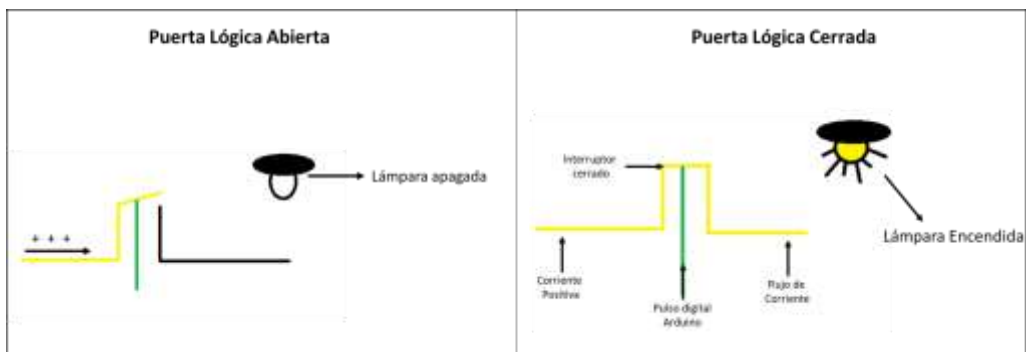 Puerta Lógica Abierta
Lámpara apagada
+ + +
Puerta Lógica Cerrada
Interruptor
cerrado
Lámpara Encendida
Corriente
Positiva
Pulso digital
Arduino
Flujo de
Corriente